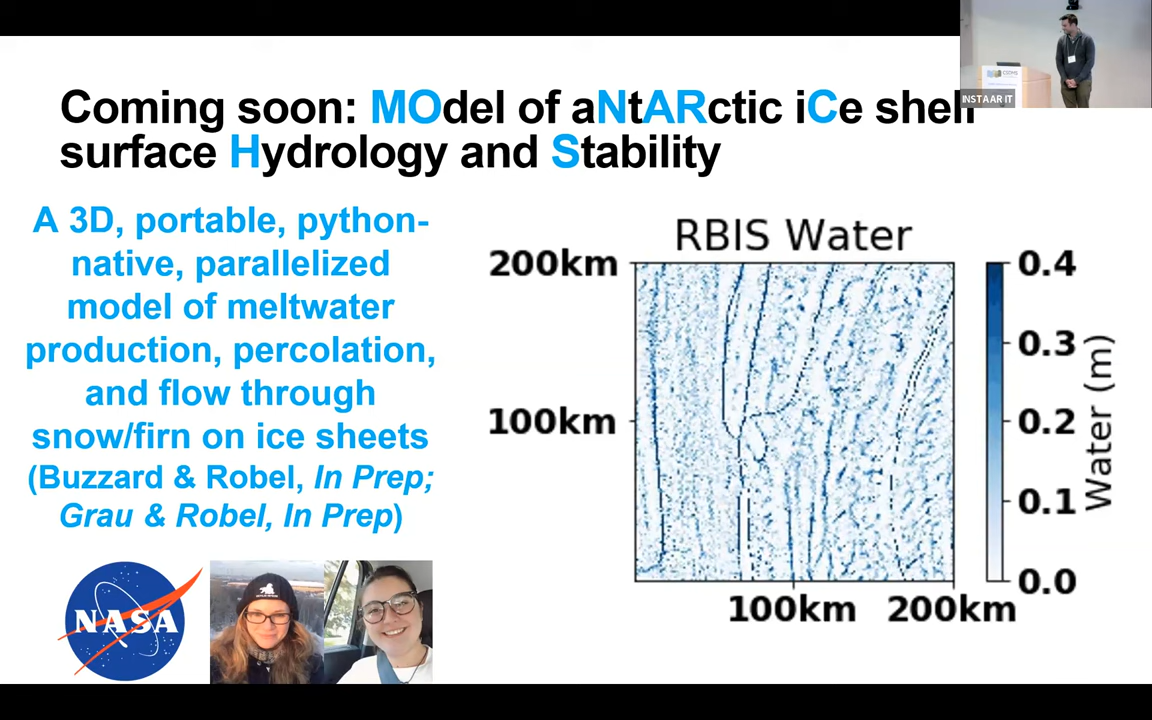 Coming soon: MOdel of aNtARctic iCe shelf
surface Hydrology and Stability
A 3D, portable, python-
native, parallelized
model of meltwater
production, percolation,
and flow through
snow/firn on ice sheets
(Buzzard & Robel, In Prep;
Grau & Robel, In Prep)
NASA
RBIS Water
200km
100km
100km
200km
0.4
0.3
0.2
0.1
0.0
Water (m)
INSTAAR IT